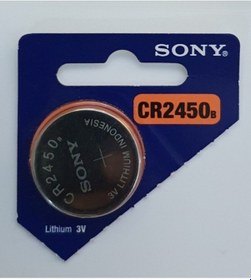 SONY
CR2450B
CR2450
SONY
3V. LITHIUM INDONESIA
+
Lithium 3V